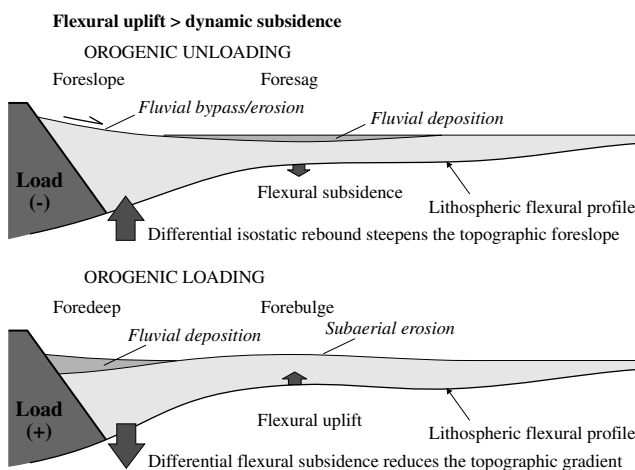 Flexural uplift > dynamic subsidence
OROGENIC UNLOADING
Foreslope Foresag
Fluvial bypass/erosion
Fluvial deposition
Load
(-)
Flexural subsidence
Lithospheric flexural profile
Differential isostatic rebound steepens the topographic foreslope
OROGENIC LOADING
Foredeep Forebulge
Fluvial deposition
Subaerial erosion
Load
(+)
Flexural uplift
Lithospheric flexural profile
Differential flexural subsidence reduces the topographic gradient